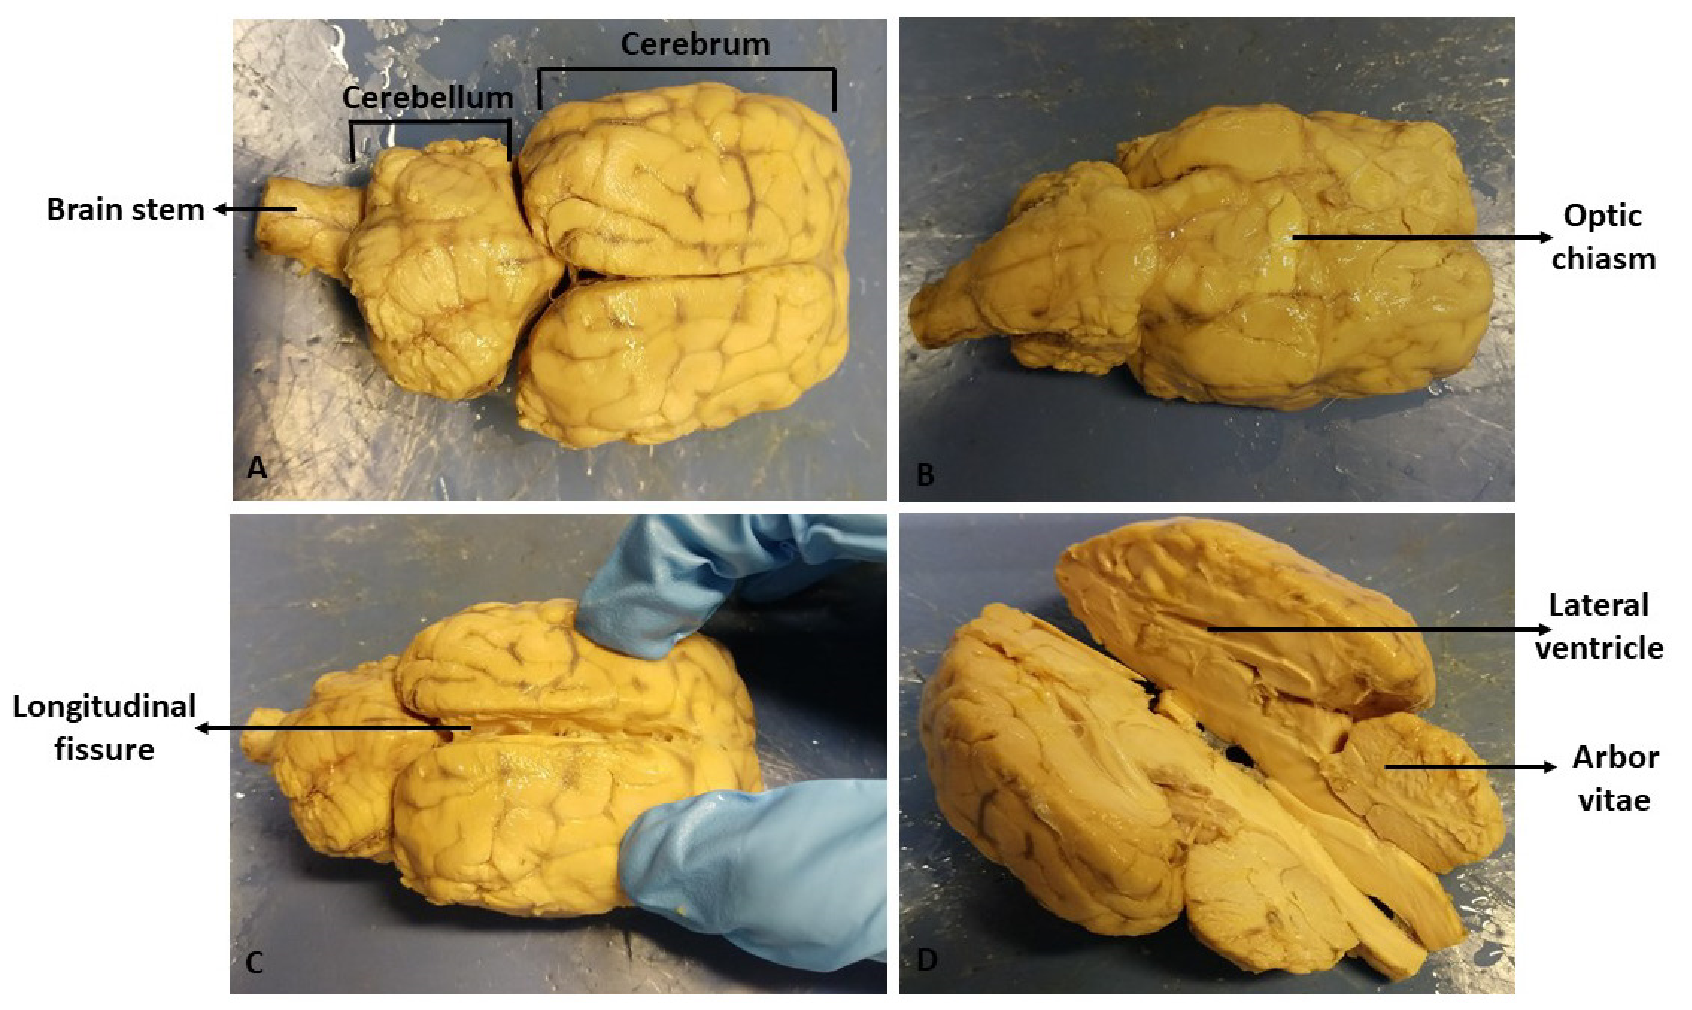 Cerebrum
Cerebellum
Brain stem
A
Optic
chiasm
B
Longitudinal
fissure
C
Lateral
ventricle
Arbor
vitae
D